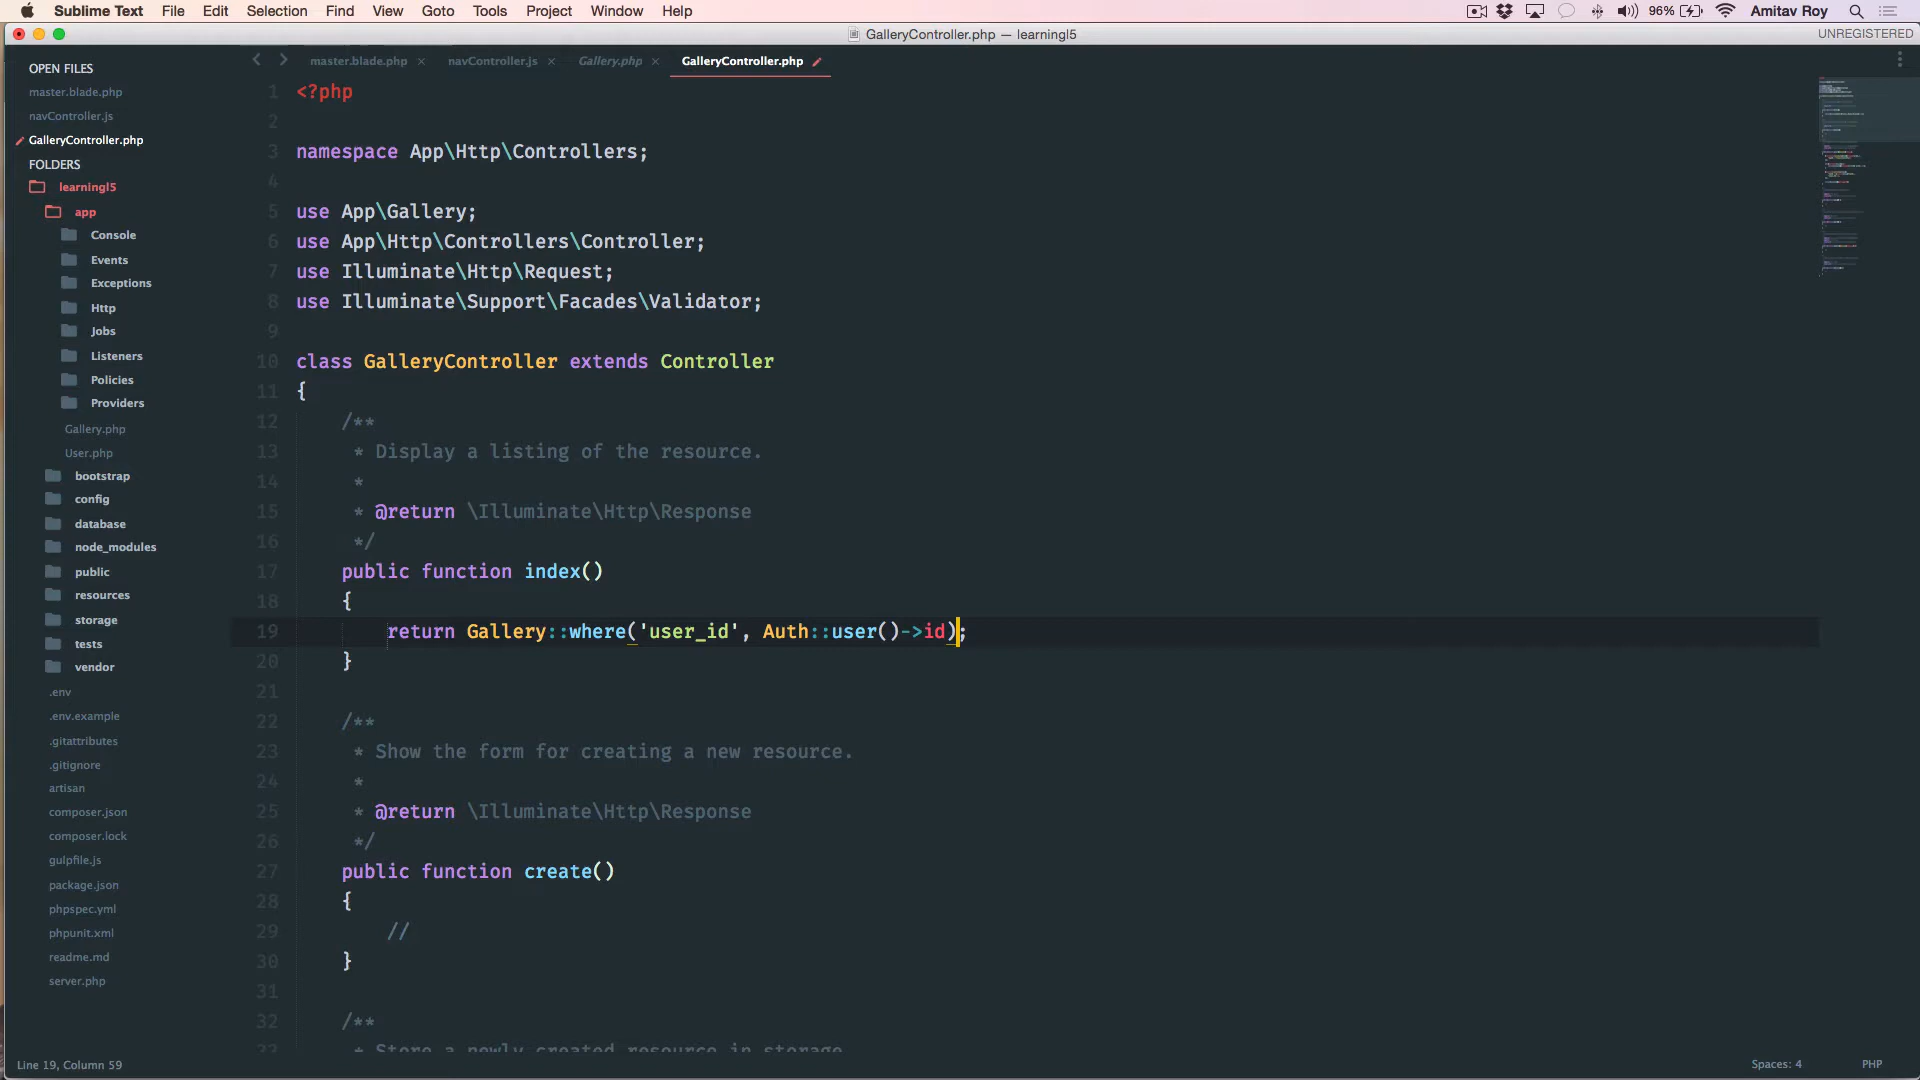 Sublime Text File Edit Selection Find View Goto Tools Project Window Help 96% Amitav Roy
GalleryController.php — learningl5 UNREGISTERED
OPEN FILES
master.blade.php
navController.js
GalleryController.php
FOLDERS
learningl5
app
Console
Events
Exceptions
Http
Jobs
Listeners
Policies
Providers
Gallery.php
User.php
bootstrap
config
database
node_modules
public
resources
storage
tests
vendor
.env
.env.example
.gitattributes
.gitignore
artisan
composer.json
composer.lock
gulpfile.js
package.json
phpspec.yml
phpunit.xml
readme.md
server.php
master.blade.php navController.js Gallery.php GalleryController.php
1 <?php
2
3 namespace App\Http\Controllers;
4
5 use App\Gallery;
6 use App\Http\Controllers\Controller;
7 use Illuminate\Http\Request;
8 use Illuminate\Support\Facades\Validator;
9
10 class GalleryController extends Controller
11 {
12 /**
13 * Display a listing of the resource.
14 *
15 * @return \Illuminate\Http\Response
16 */
17 public function index()
18 {
19 return Gallery::where('user_id', Auth::user()->id);
20 }
21
22 /**
23 * Show the form for creating a new resource.
24 *
25 * @return \Illuminate\Http\Response
26 */
27 public function create()
28 {
29 //
30 }
31
32 /**
33 * Store a newly created resource in storage
Line 19, Column 59 Spaces: 4 PHP